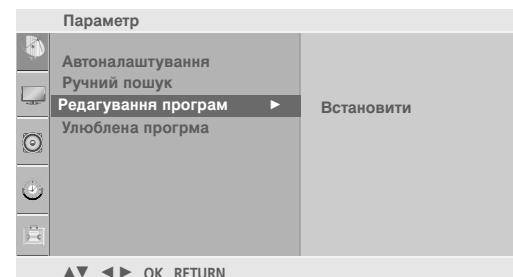 Параметр
Автоналаштування
Ручний пошук
Редагування програм ►
Встановити
Улюблена прогрма
▲▼ ◄► OK RETURN